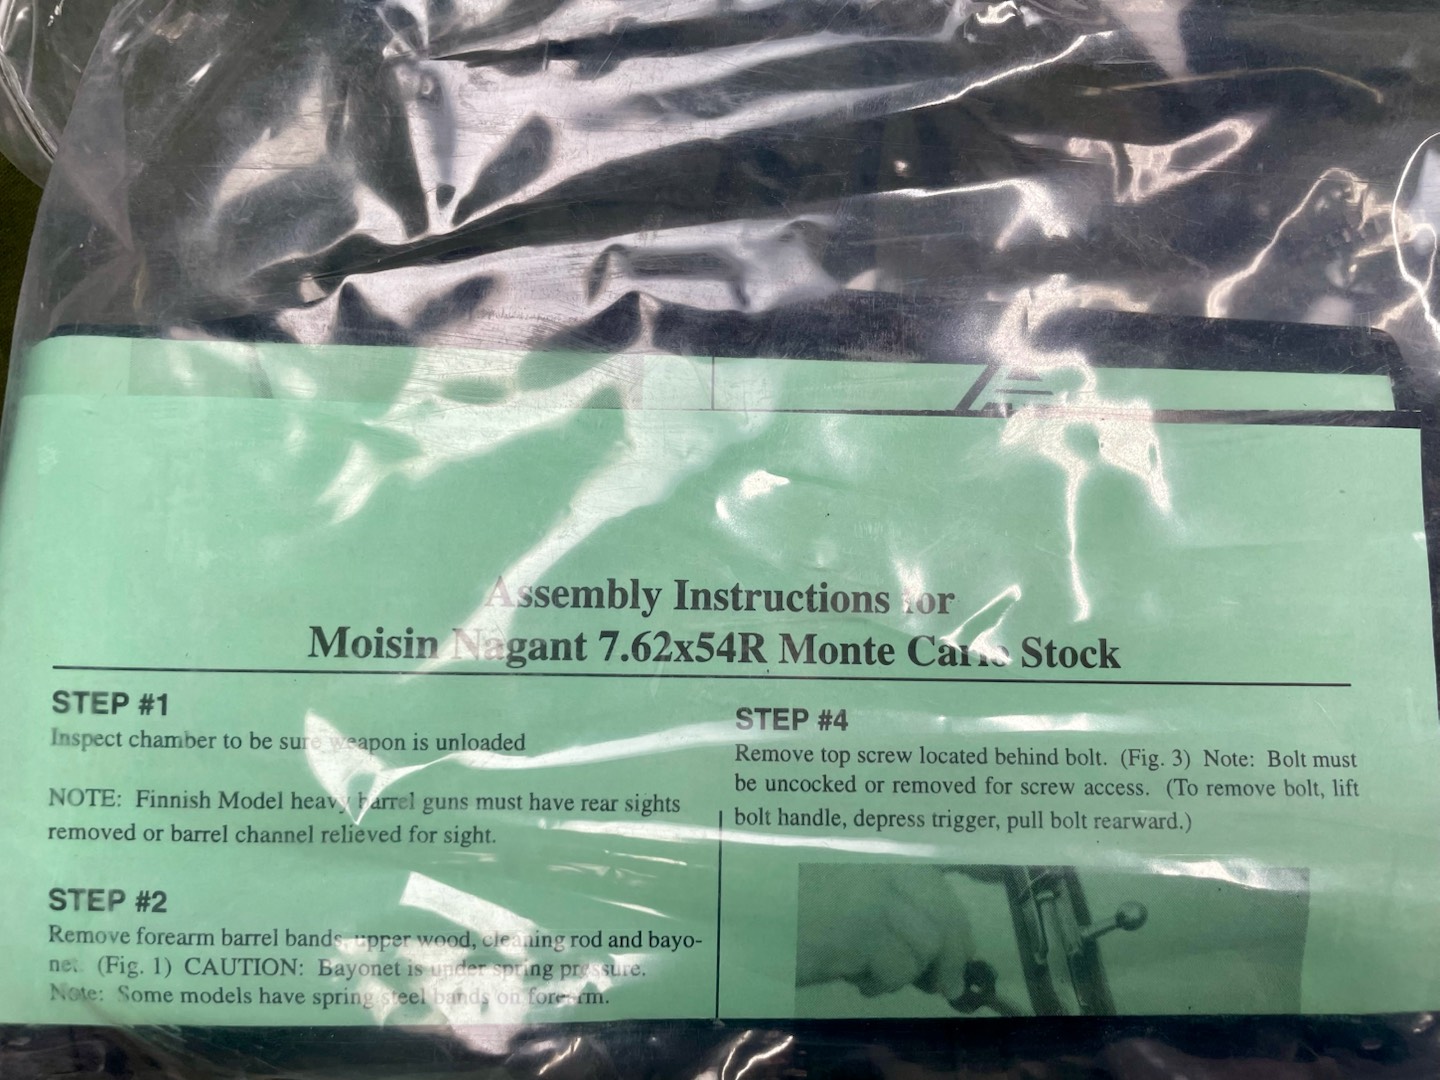 Assembly Instructions for
Moisin Nagant 7.62x54R Monte Carlo Stock
STEP #1
Inspect chamber to be sure weapon is unloaded
NOTE: Finnish Model heavy barrel guns must have rear sights
removed or barrel channel relieved for sight.
STEP #2
Remove forearm barrel bands, upper wood, cleaning rod and bayo-
net. (Fig. 1) CAUTION: Bayonet is under spring pressure.
Note: Some models have spring steel bands on forearm.
STEP #4
Remove top screw located behind bolt. (Fig. 3) Note: Bolt must
be uncocked or removed for screw access. (To remove bolt, lift
bolt handle, depress trigger, pull bolt rearward.)